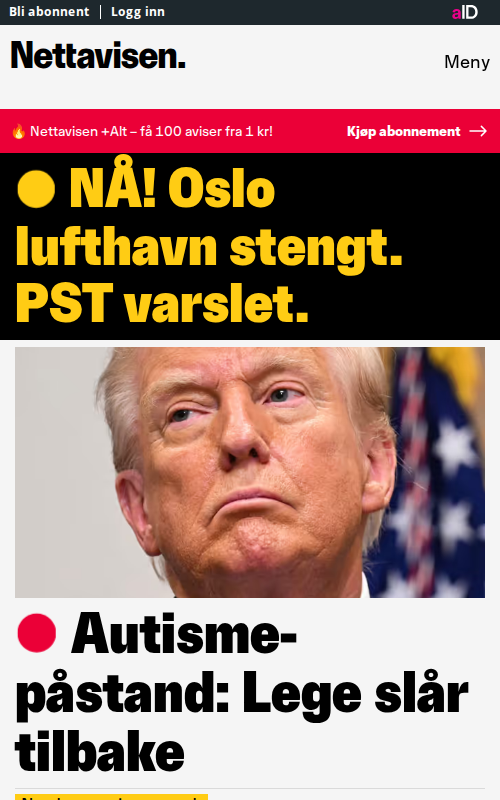 Bli abonnent | Logg inn
aID
Nettavisen.
Meny
🔥 Nettavisen +Alt – få 100 aviser fra 1 kr!
Kjøp abonnement →
NÅ! Oslo
lufthavn stengt.
PST varslet.
Autisme-
påstand: Lege slår
tilbake